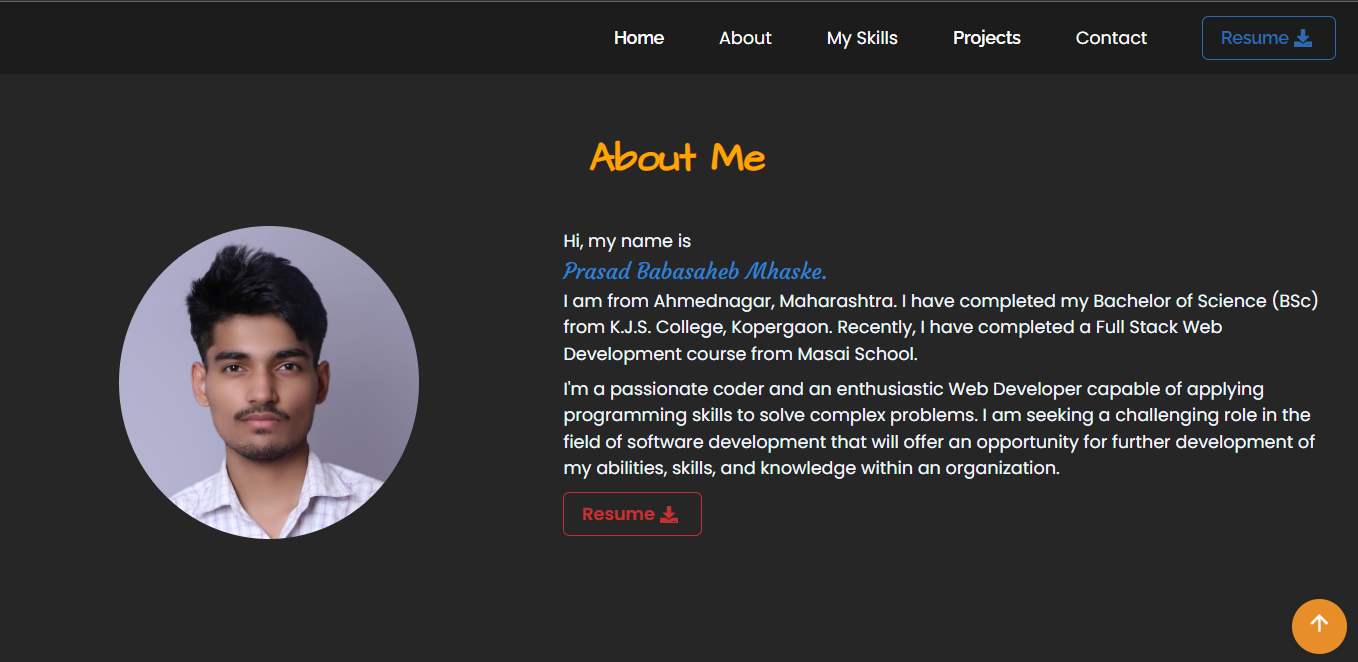 Home About My Skills Projects Contact Resume
About Me
Hi, my name is
Prasad Babasaheb Mhaske.
I am from Ahmednagar, Maharashtra. I have completed my Bachelor of Science (BSc)
from K.J.S. College, Kopergaon. Recently, I have completed a Full Stack Web
Development course from Masai School.
I'm a passionate coder and an enthusiastic Web Developer capable of applying
programming skills to solve complex problems. I am seeking a challenging role in the
field of software development that will offer an opportunity for further development of
my abilities, skills, and knowledge within an organization.
Resume